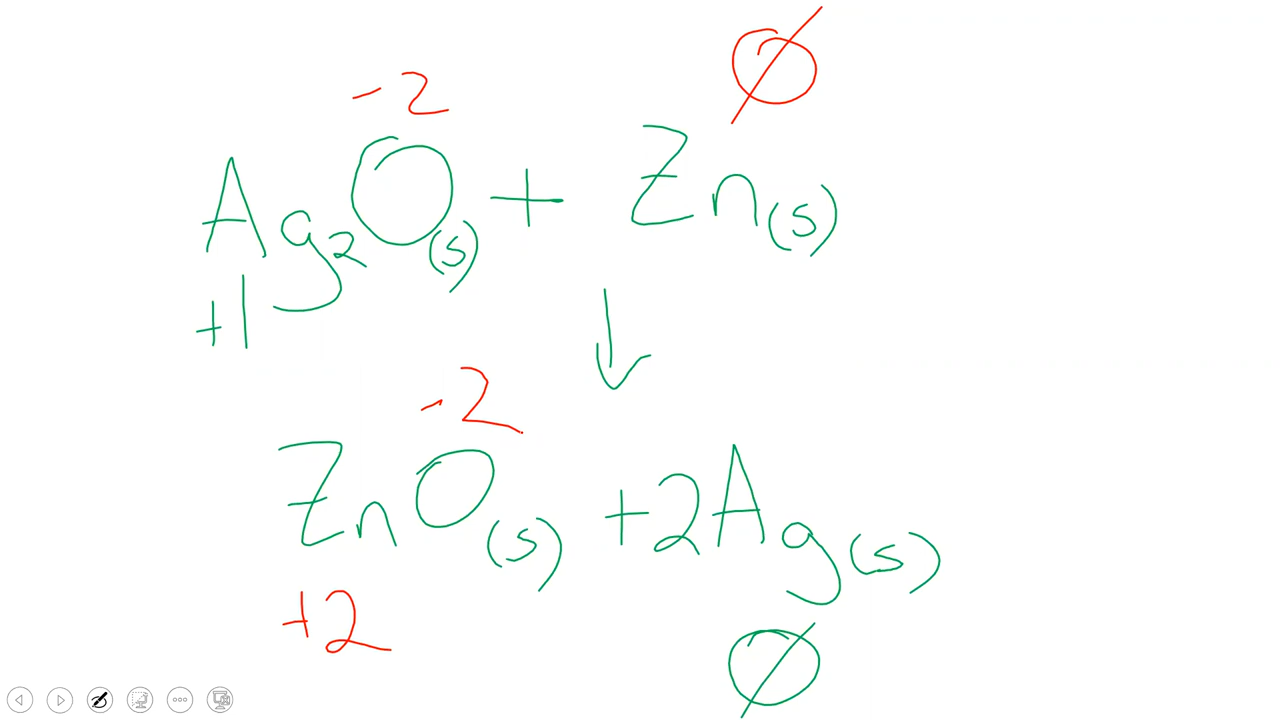 -2 Ø
Ag₂O(s) + Zn(s)
+1
↓
-2
ZnO(s) +2Ag(s)
+2 Ø